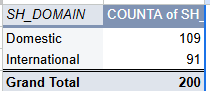 SH_DOMAIN COUNTA of SH_
Domestic 109
International 91
Grand Total 200